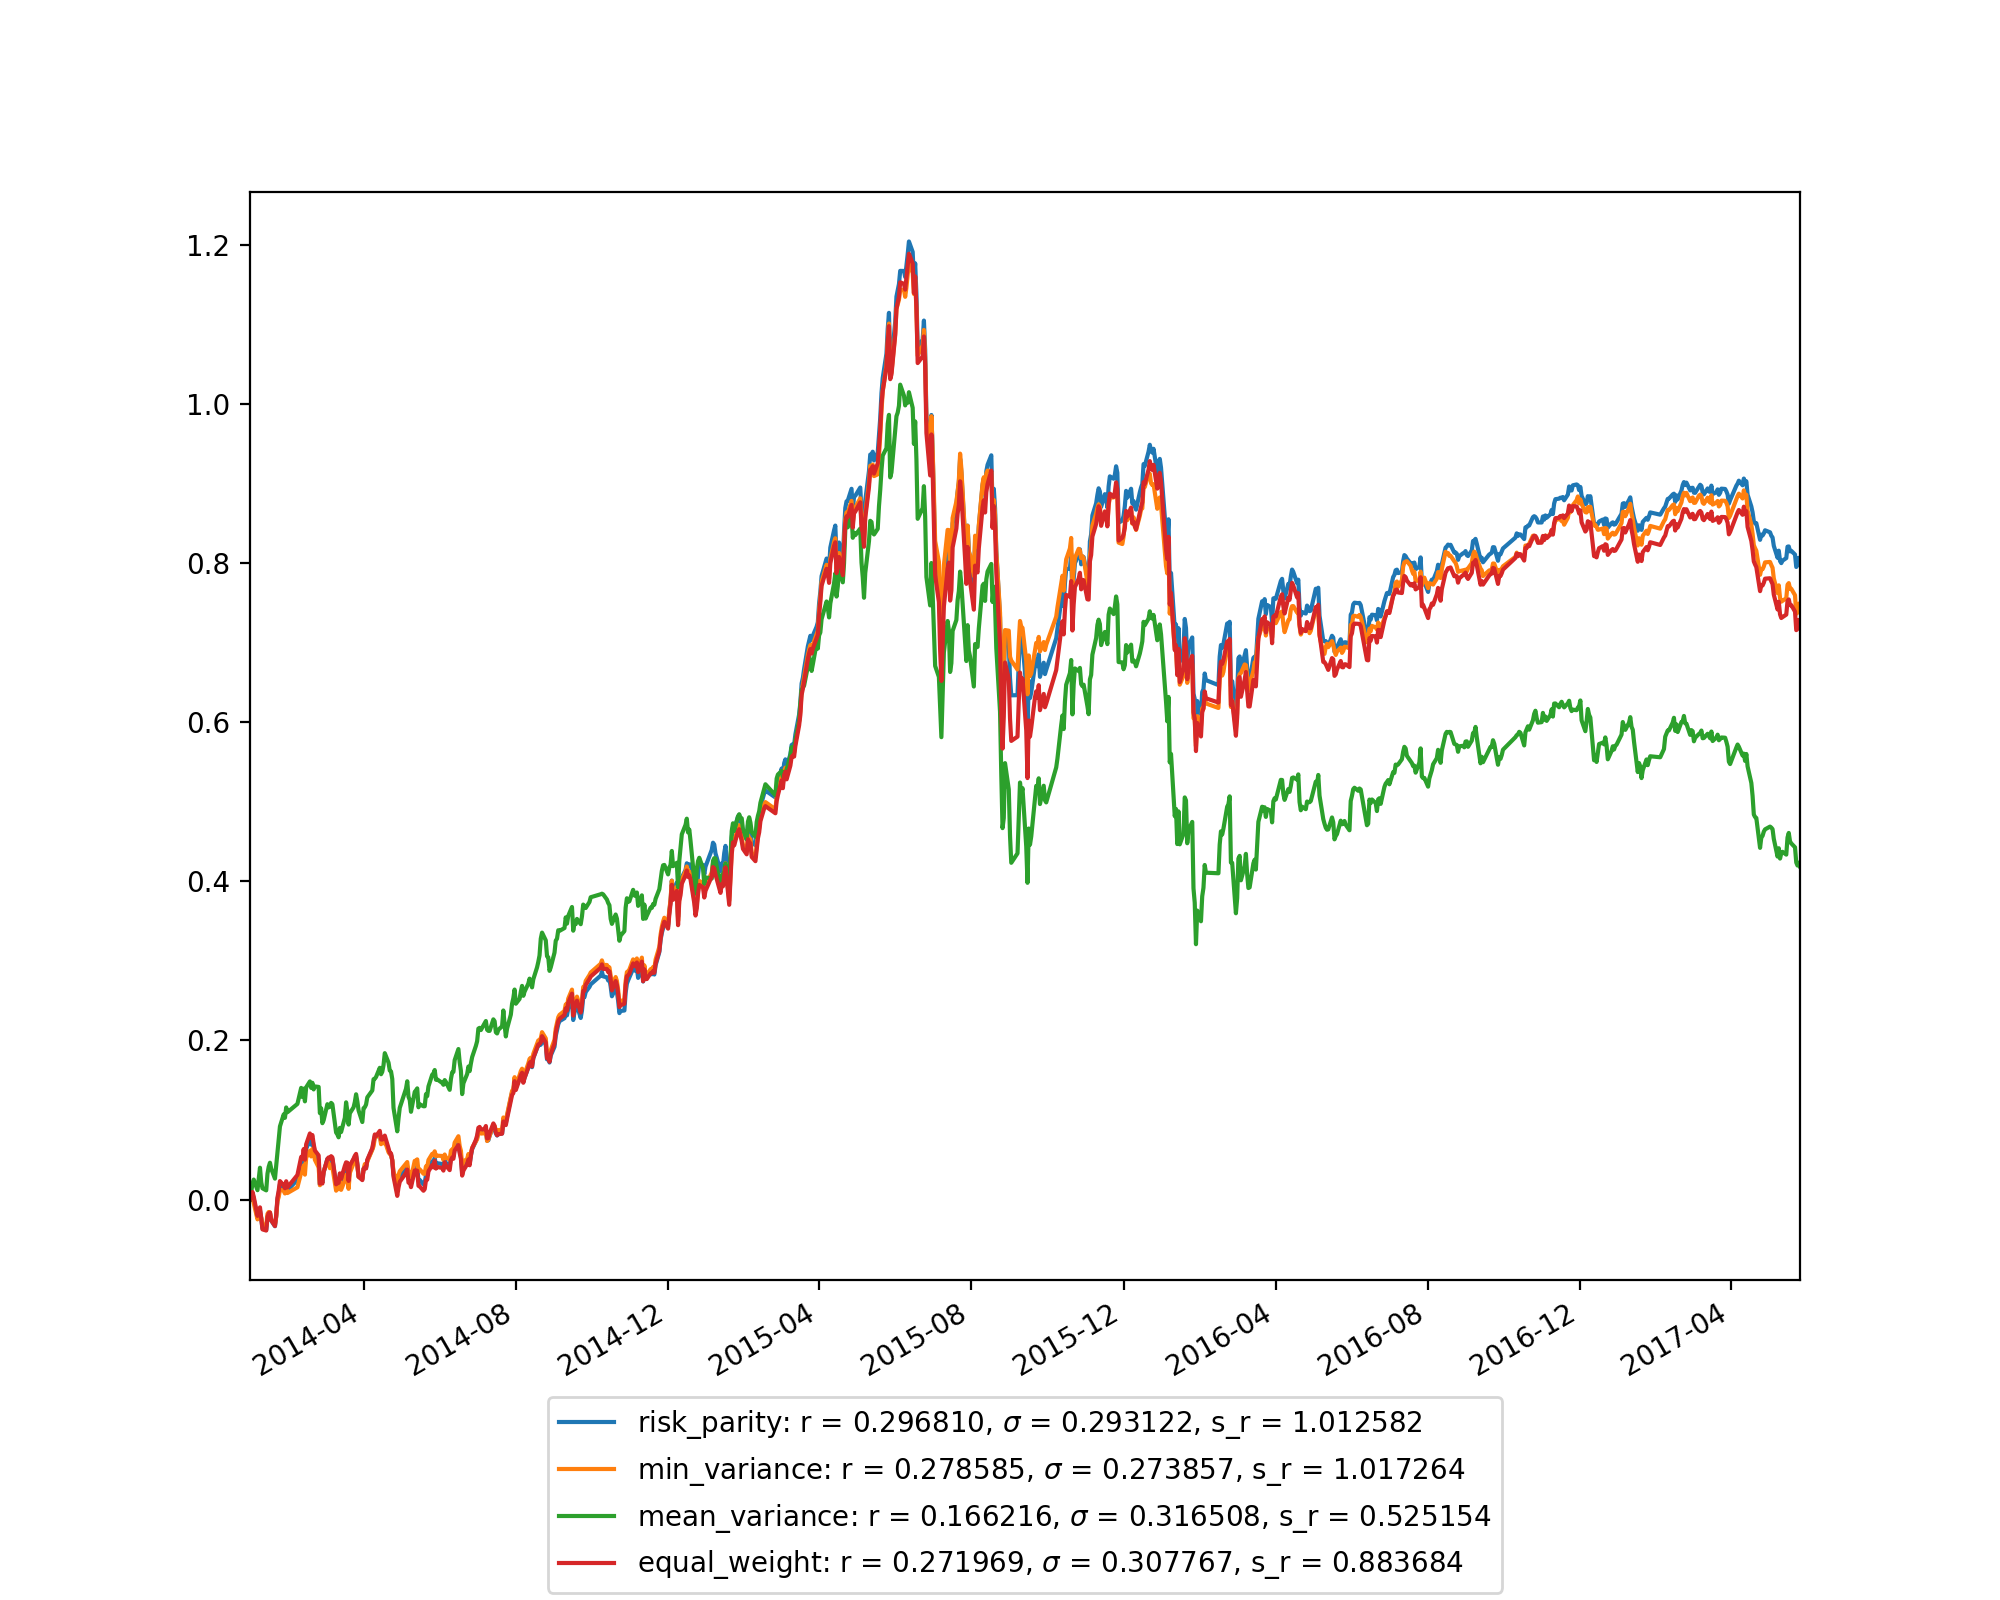 1.2
1.0
0.8
0.6
0.4
0.2
0.0
2014-04 2014-08 2014-12 2015-04 2015-08 2015-12 2016-04 2016-08 2016-12 2017-04
risk_parity: r = 0.296810, σ = 0.293122, s_r = 1.012582
min_variance: r = 0.278585, σ = 0.273857, s_r = 1.017264
mean_variance: r = 0.166216, σ = 0.316508, s_r = 0.525154
equal_weight: r = 0.271969, σ = 0.307767, s_r = 0.883684